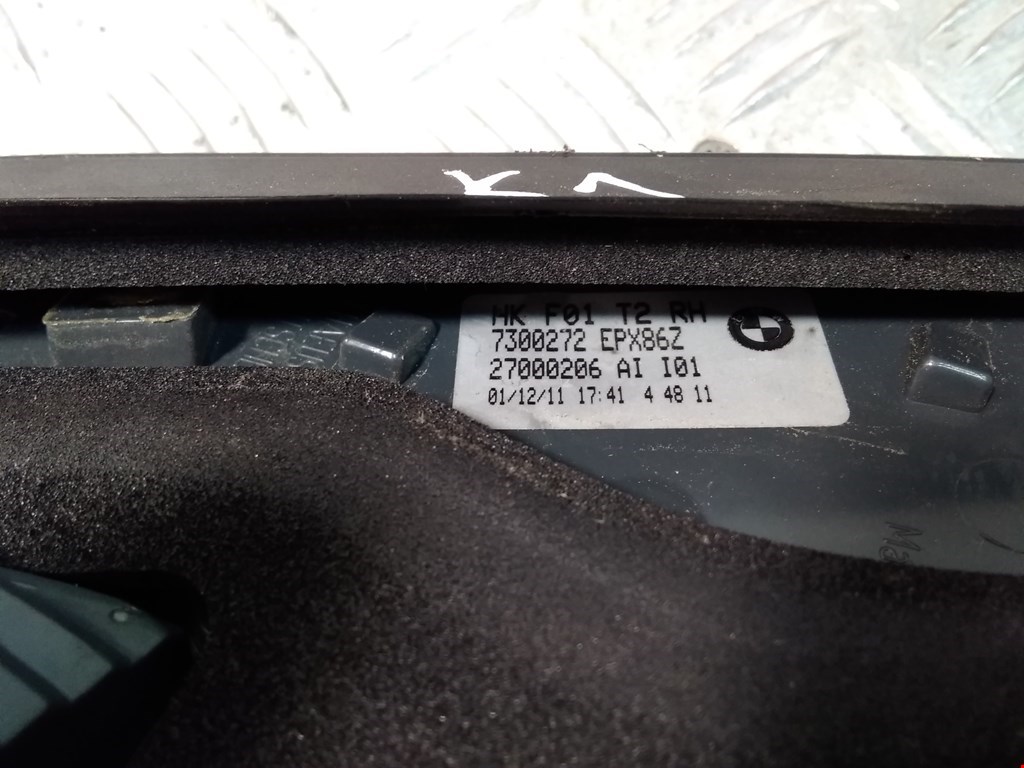 HK F01 T2 RH
7300272 EPX86Z
27000206 AI I01
01/12/11 17:41 4 48 11